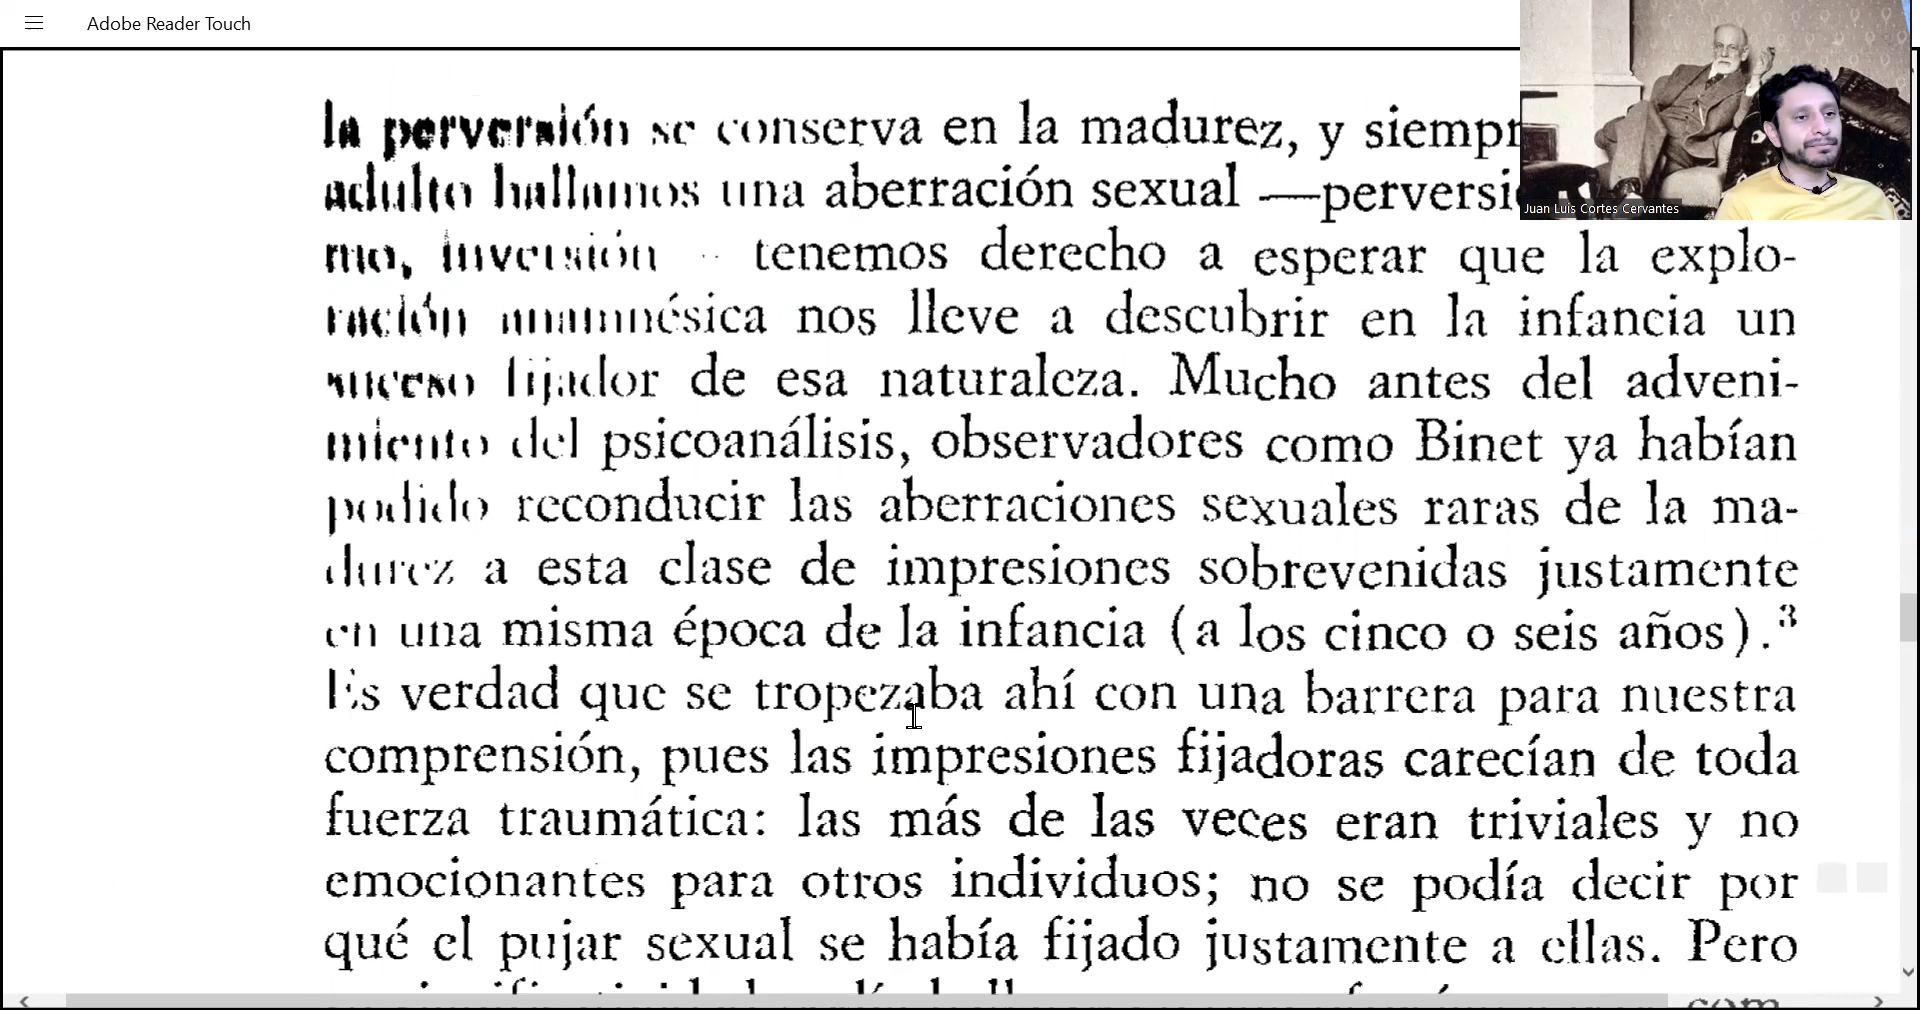 Adobe Reader Touch
la perversión se conserva en la madurez, y siempr
adulto hallamos una aberración sexual —perversi
mo, inversión tenemos derecho a esperar que la explo-
ración anamnésica nos lleve a descubrir en la infancia un
suceso fijador de esa naturaleza. Mucho antes del adveni-
miento del psicoanálisis, observadores como Binet ya habían
podido reconducir las aberraciones sexuales raras de la ma-
durez a esta clase de impresiones sobrevenidas justamente
en una misma época de la infancia (a los cinco o seis años).³
Es verdad que se tropezaba ahí con una barrera para nuestra
comprensión, pues las impresiones fijadoras carecían de toda
fuerza traumática: las más de las veces eran triviales y no
emocionantes para otros individuos; no se podía decir por
qué el pujar sexual se había fijado justamente a ellas. Pero
Juan Luis Cortes Cervantes